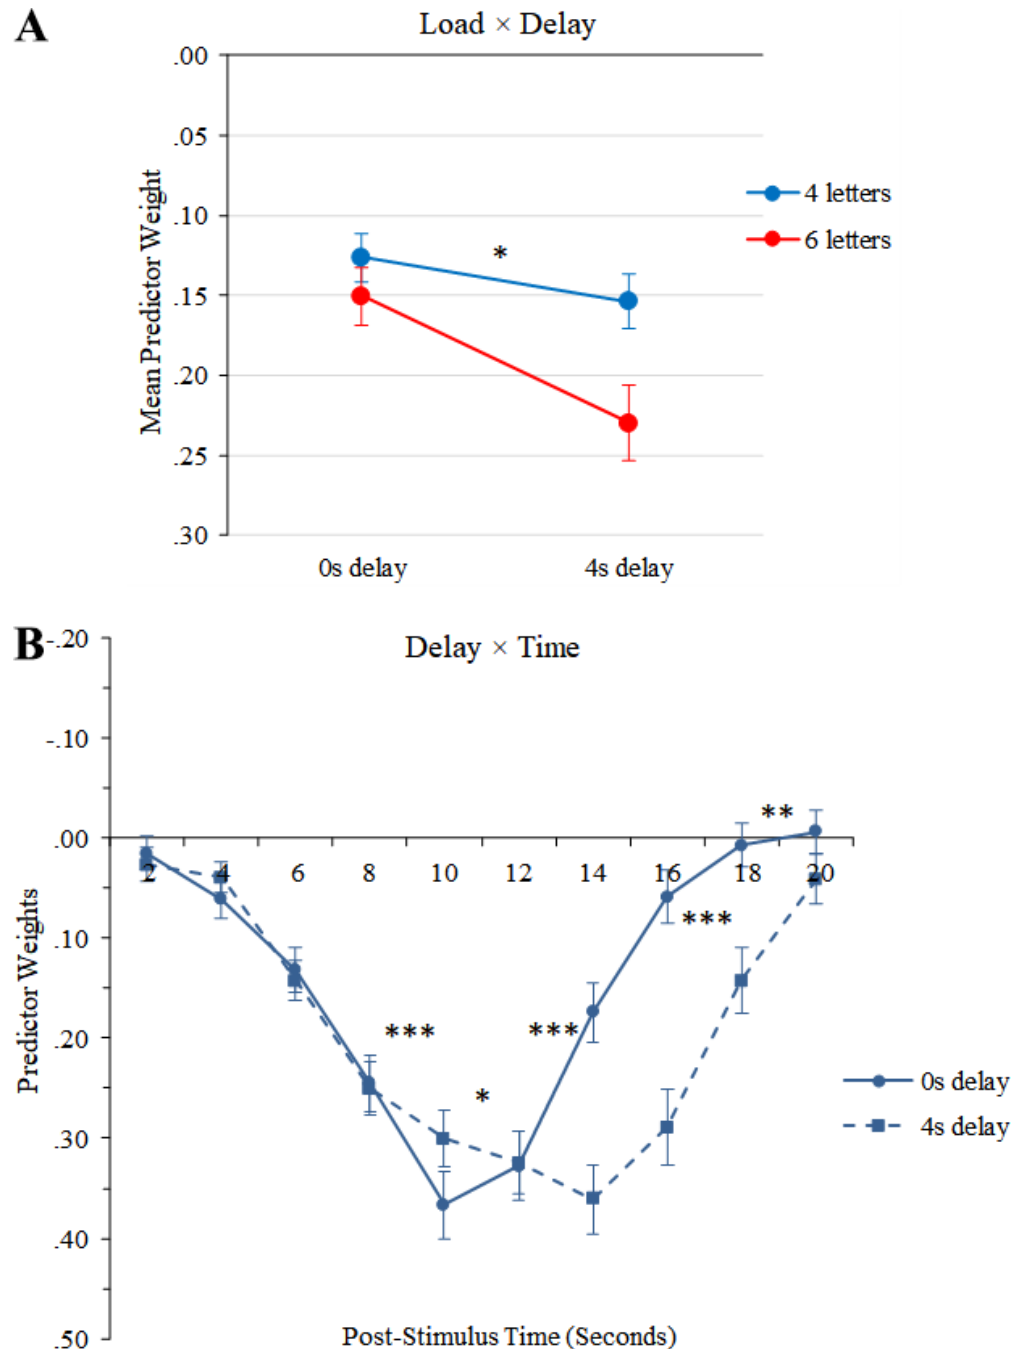 A
Load × Delay
.00
.05
.10
.15
.20
.25
.30
Mean Predictor Weight
*
4 letters
6 letters
0s delay 4s delay
B
Delay × Time
-.20
-.10
.00
.10
.20
.30
.40
.50
Predictor Weights
2 4 6 8 10 12 14 16 18 20
**
***
*** ***
*
0s delay
4s delay
Post-Stimulus Time (Seconds)